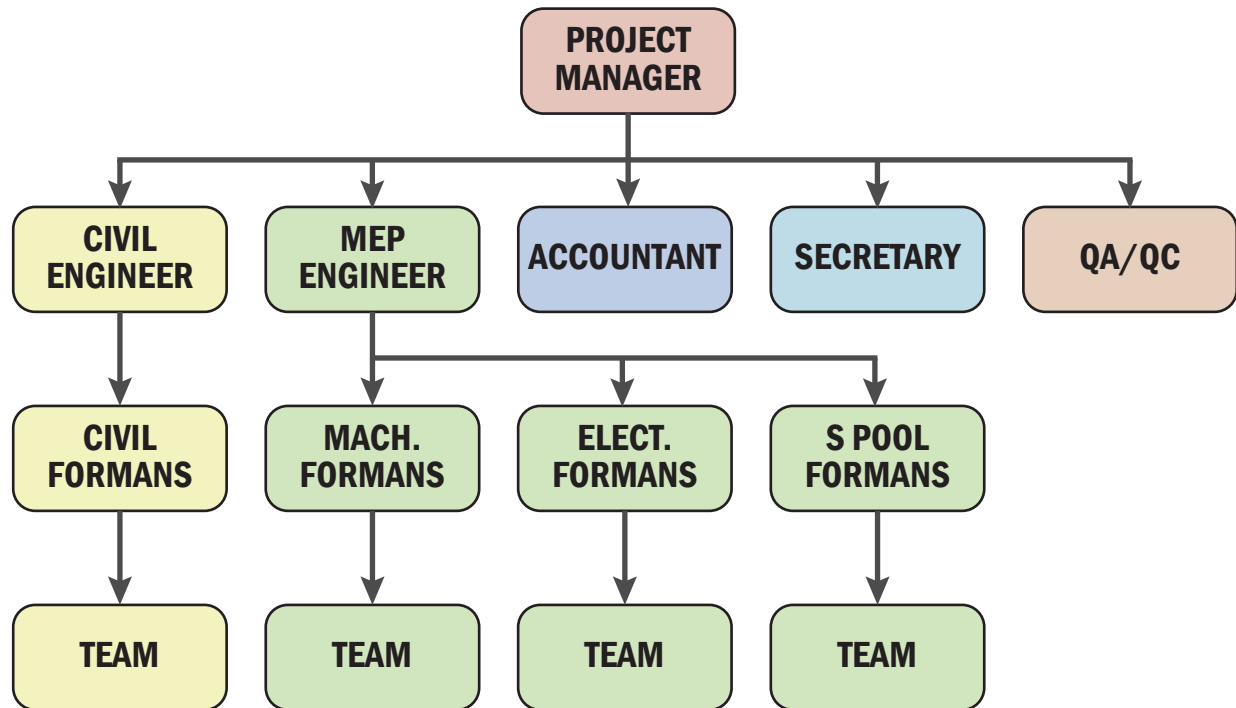 PROJECT
MANAGER
CIVIL
ENGINEER
MEP
ENGINEER
ACCOUNTANT
SECRETARY
QA/QC
CIVIL
FORMANS
MACH.
FORMANS
ELECT.
FORMANS
S POOL
FORMANS
TEAM
TEAM
TEAM
TEAM